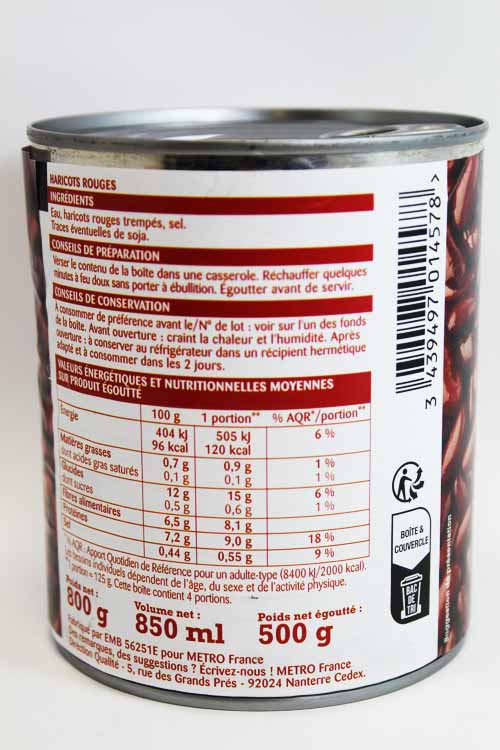 HARICOTS ROUGES
INGRÉDIENTS
Eau, haricots rouges trempés, sel.
Traces éventuelles de soja.
CONSEILS DE PRÉPARATION
Verser le contenu de la boîte dans une casserole. Réchauffer quelques
minutes à feu doux sans porter à ébullition. Égoutter avant de servir.
CONSEILS DE CONSERVATION
A consommer de préférence avant le/N° de lot : voir sur l'un des fonds
de la boîte. Avant ouverture : craint la chaleur et l'humidité. Après
ouverture : à conserver au réfrigérateur dans un récipient hermétique
adapté et à consommer dans les 2 jours.
VALEURS ÉNERGÉTIQUES ET NUTRITIONNELLES MOYENNES
SUR PRODUIT ÉGOUTTÉ
100 g 1 portion** % AQR*/portion**
Energie 404 kJ 505 kJ 6 %
96 kcal 120 kcal
Matières grasses 0,7 g 0,9 g 1 %
dont acides gras saturés 0,1 g 0,1 g 1 %
Glucides 12 g 15 g 6 %
dont sucres 0,5 g 0,6 g 1 %
Fibres alimentaires 6,5 g 8,1 g
Protéines 7,2 g 9,0 g 18 %
Sel 0,44 g 0,55 g 9 %
* AQR : Apport Quotidien de Référence pour un adulte-type (8400 kJ/2000 kcal).
Les besoins individuels dépendent de l'âge, du sexe et de l'activité physique.
**1 portion = 125 g. Cette boîte contient 4 portions.
Poids net : Volume net : Poids net égoutté :
800 g 850 ml 500 g
Fabriqué par EMB 56251E pour METRO France
Des remarques, des suggestions ? Écrivez-nous ! METRO France
Direction Qualité - 5, rue des Grands Prés - 92024 Nanterre Cedex.
3 439497 014578 >
BOÎTE &
COUVERCLE
BAC
DE
TRI
Suggestion de présentation